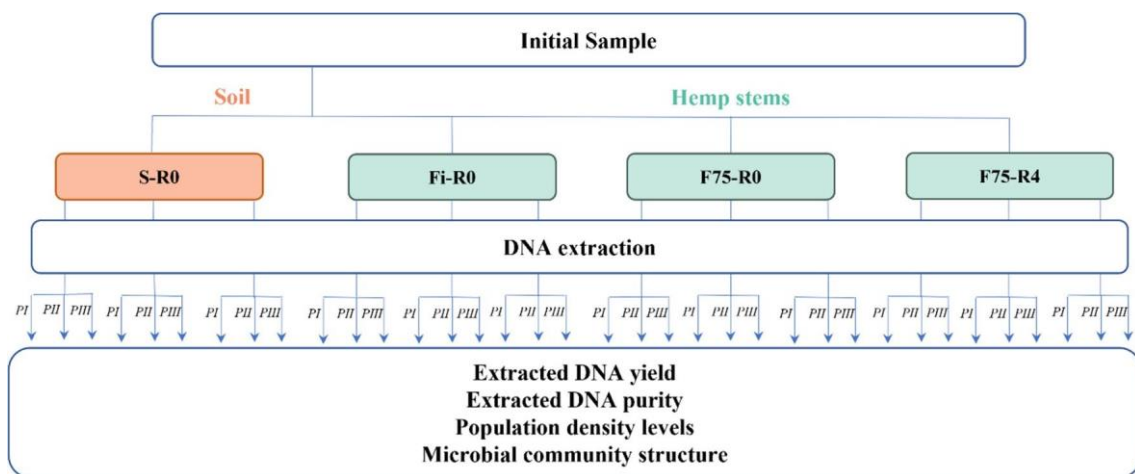 Initial Sample
Soil
Hemp stems
S-R0
Fi-R0
F75-R0
F75-R4
DNA extraction
PI PII PIII PI PII PIII PI PII PIII PI PII PIII PI PII PIII PI PII PIII PI PII PIII PI PII PIII PI PII PIII PI PII PIII PI PII PIII PI PII PIII
Extracted DNA yield
Extracted DNA purity
Population density levels
Microbial community structure